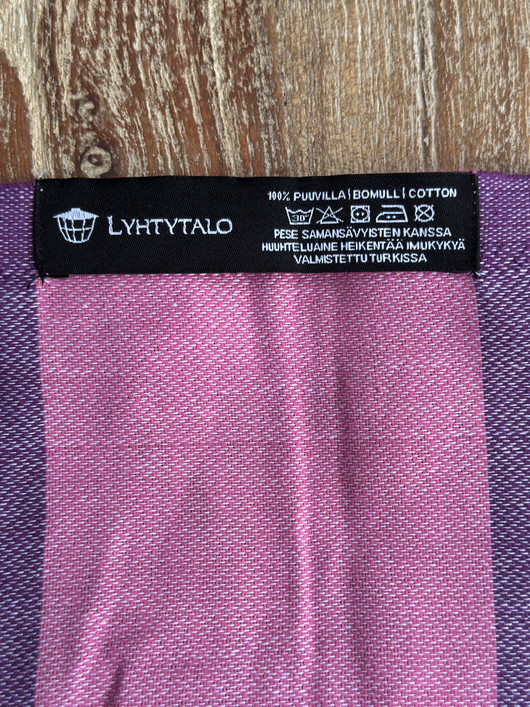 LYHTYTALO
100% PUUVILLA | BOMULL | COTTON
30°
PESE SAMANSÄVYISTEN KANSSA
HUUHTELUAINE HEIKENTÄÄ IMUKYKYÄ
VALMISTETTU TURKISSA